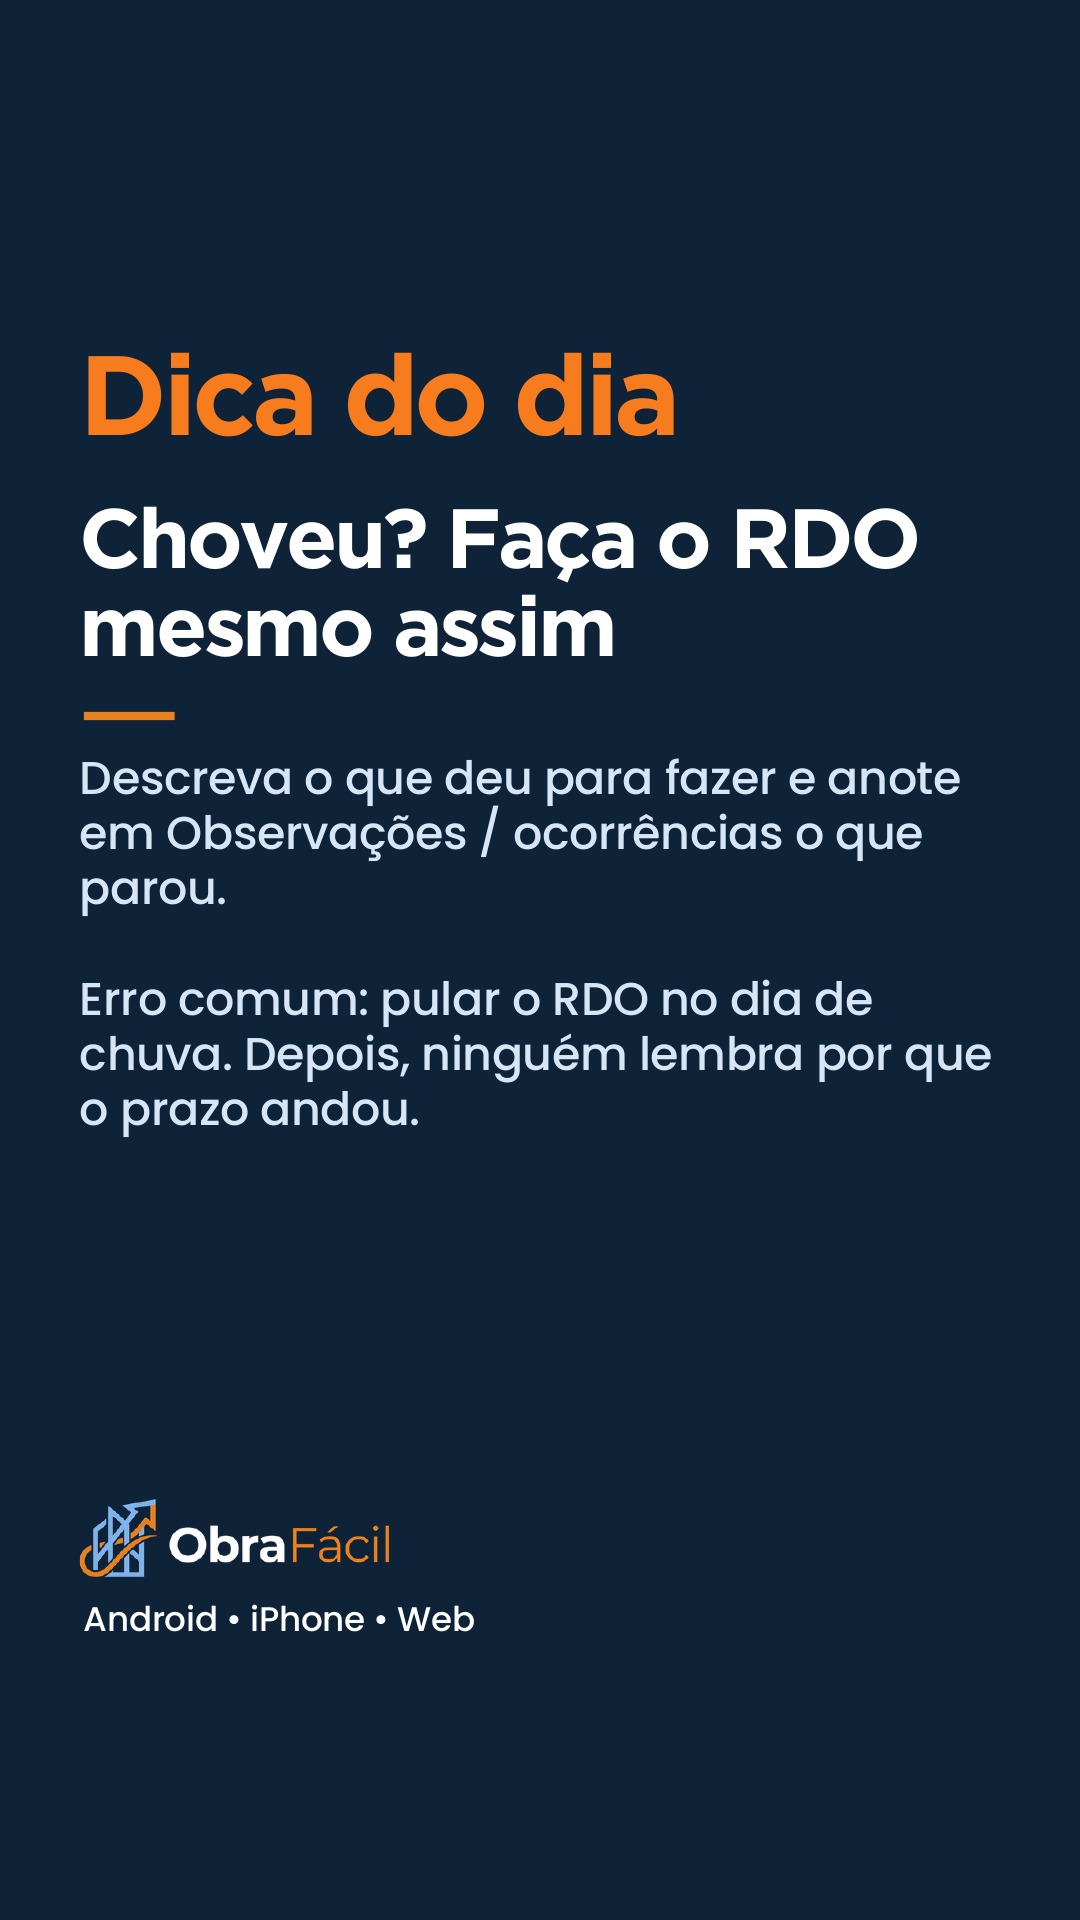 Dica do dia
Choveu? Faça o RDO
mesmo assim
Descreva o que deu para fazer e anote
em Observações / ocorrências o que
parou.
Erro comum: pular o RDO no dia de
chuva. Depois, ninguém lembra por que
o prazo andou.
ObraFácil
Android • iPhone • Web